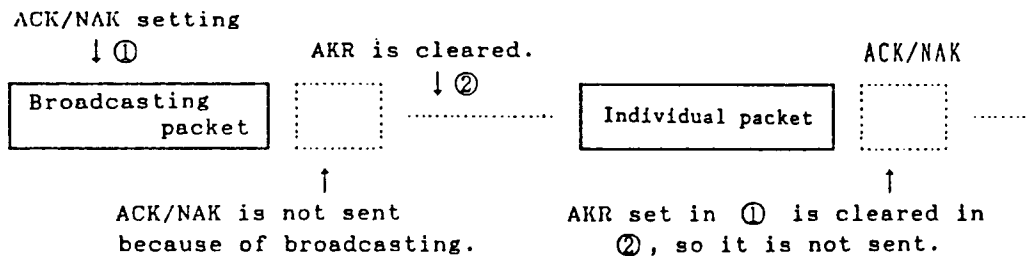 ACK/NAK setting
↓ ①
AKR is cleared.
↓ ②
ACK/NAK
Broadcasting
packet
Individual packet
↑
ACK/NAK is not sent
because of broadcasting.
↑
AKR set in ① is cleared in
②, so it is not sent.